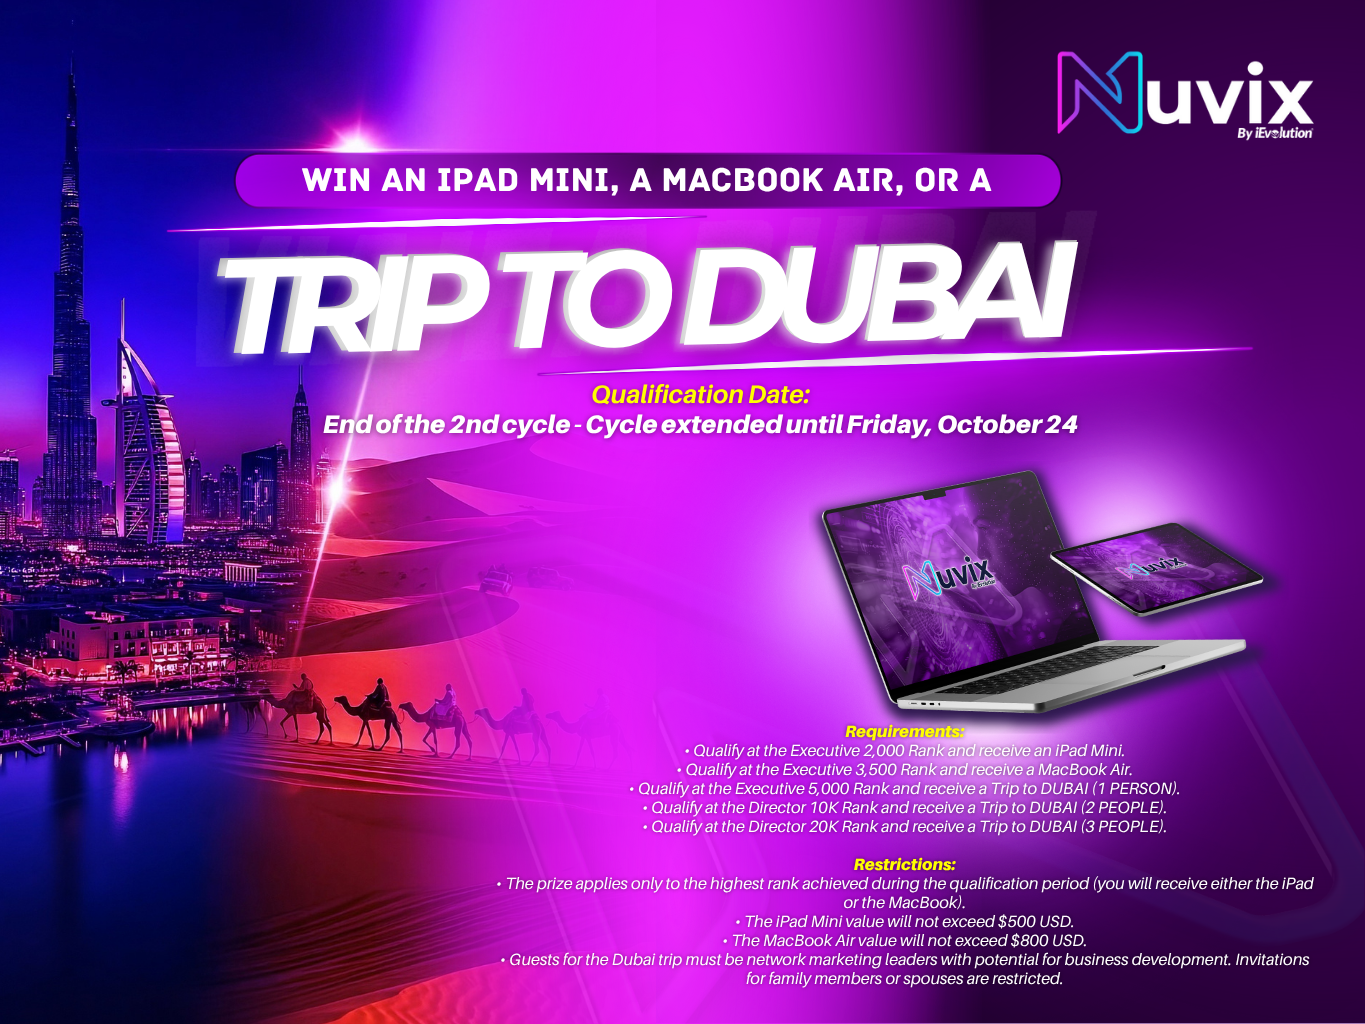 Nuvix
By iEvolution
WIN AN IPAD MINI, A MACBOOK AIR, OR A
TRIP TO DUBAI
Qualification Date:
End of the 2nd cycle - Cycle extended until Friday, October 24
Nuvix
Nuvix
Requirements:
• Qualify at the Executive 2,000 Rank and receive an iPad Mini.
• Qualify at the Executive 3,500 Rank and receive a MacBook Air.
• Qualify at the Executive 5,000 Rank and receive a Trip to DUBAI (1 PERSON).
• Qualify at the Director 10K Rank and receive a Trip to DUBAI (2 PEOPLE).
• Qualify at the Director 20K Rank and receive a Trip to DUBAI (3 PEOPLE).
Restrictions:
• The prize applies only to the highest rank achieved during the qualification period (you will receive either the iPad
or the MacBook).
• The iPad Mini value will not exceed $500 USD.
• The MacBook Air value will not exceed $800 USD.
• Guests for the Dubai trip must be network marketing leaders with potential for business development. Invitations
for family members or spouses are restricted.